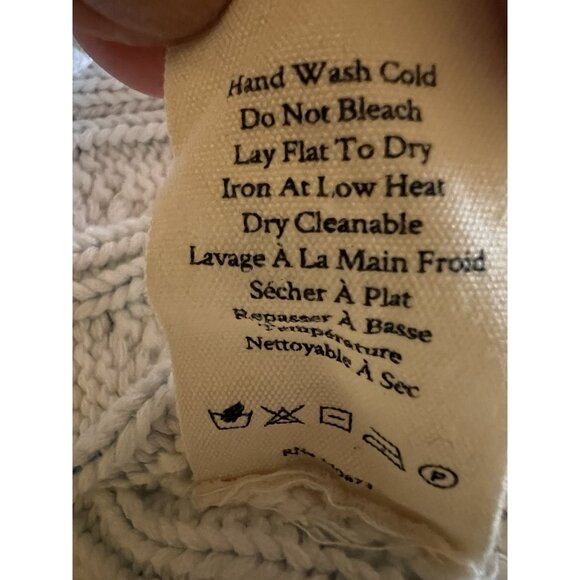 Hand Wash Cold
Do Not Bleach
Lay Flat To Dry
Iron At Low Heat
Dry Cleanable
Lavage À La Main Froid
Sécher À Plat
Repasser À Basse
Température
Nettoyable À Sec
P